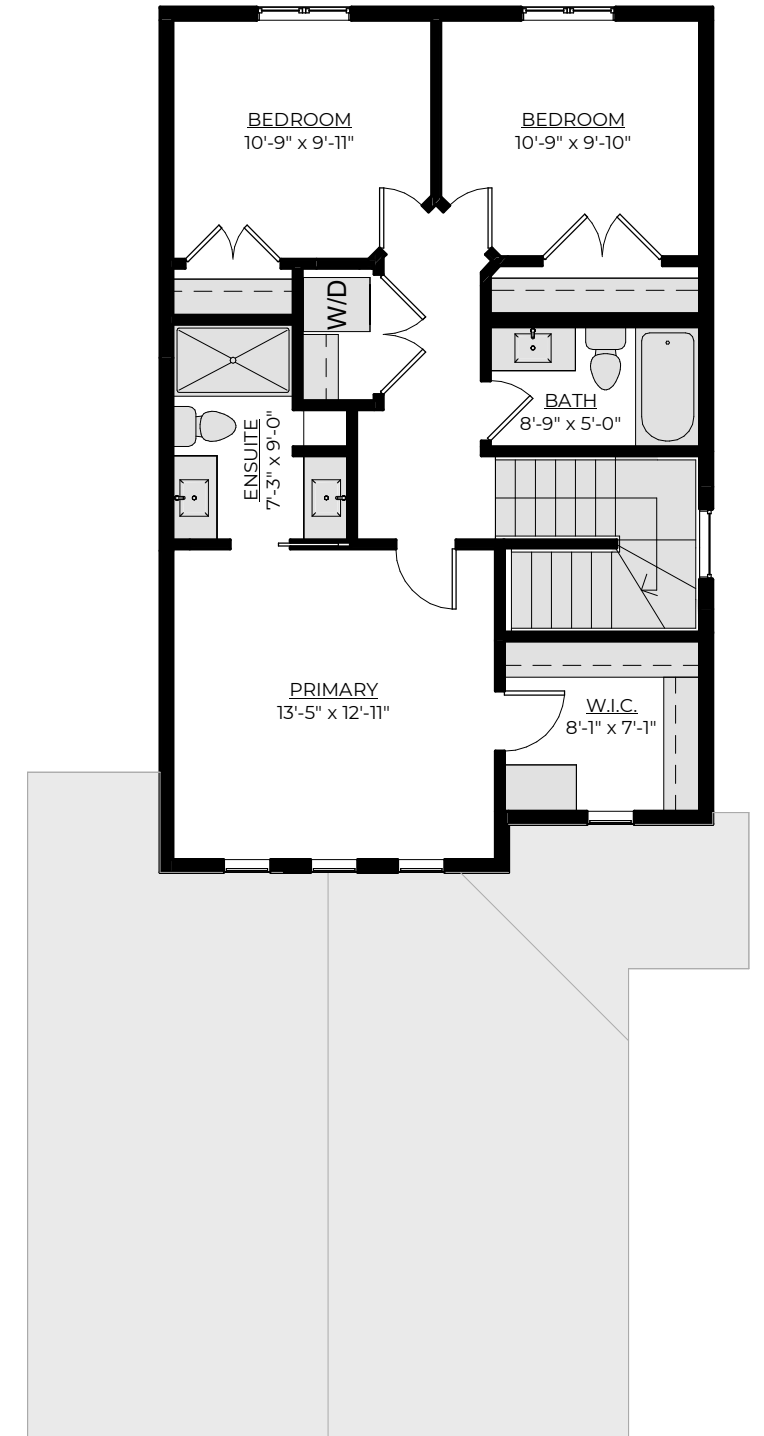 BEDROOM
10'-9" x 9'-11"
BEDROOM
10'-9" x 9'-10"
W/D
BATH
8'-9" x 5'-0"
ENSUITE
7'-3" x 9'-0"
PRIMARY
13'-5" x 12'-11"
W.I.C.
8'-1" x 7'-1"